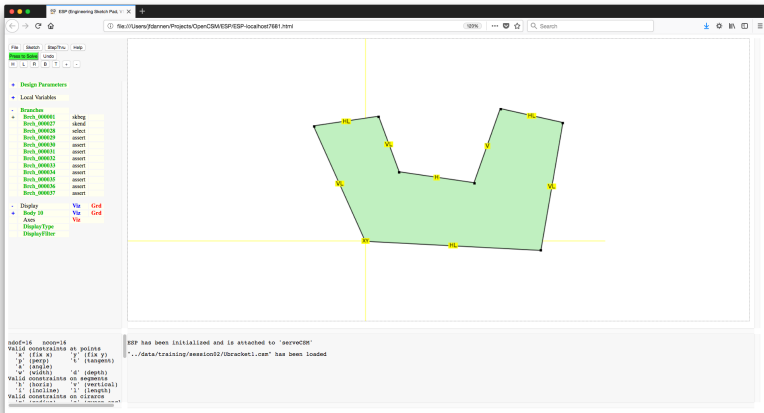 ESP (Engineering Sketch Pad, V1
file:///Users/jfdannen/Projects/OpenCSM/ESP/ESP-localhost7681.html
120%
Search
File Sketch StepThru Help
Press to Solve Undo
H L R B T + -
+ Design Parameters
+ Local Variables
- Branches
+ Brch_000001 skbeg
Brch_000027 skend
Brch_000028 select
Brch_000029 assert
Brch_000030 assert
Brch_000031 assert
Brch_000032 assert
Brch_000033 assert
Brch_000034 assert
Brch_000035 assert
Brch_000036 assert
Brch_000037 assert
- Display Viz Grd
+ Body 10 Viz Grd
Axes Viz
DisplayType
DisplayFilter
HL
HL
VL
V
H
VL
VL
XY
HL
ndof=16 ncon=16
Valid constraints at points
'x' (fix x) 'y' (fix y)
'p' (perp) 't' (tangent)
'a' (angle)
'w' (width) 'd' (depth)
Valid constraints on segments
'h' (horiz) 'v' (vertical)
'i' (incline) 'l' (length)
Valid constraints on cirarcs
ESP has been initialized and is attached to 'serveCSM'
"../data/training/session02/Ubracket1.csm" has been loaded